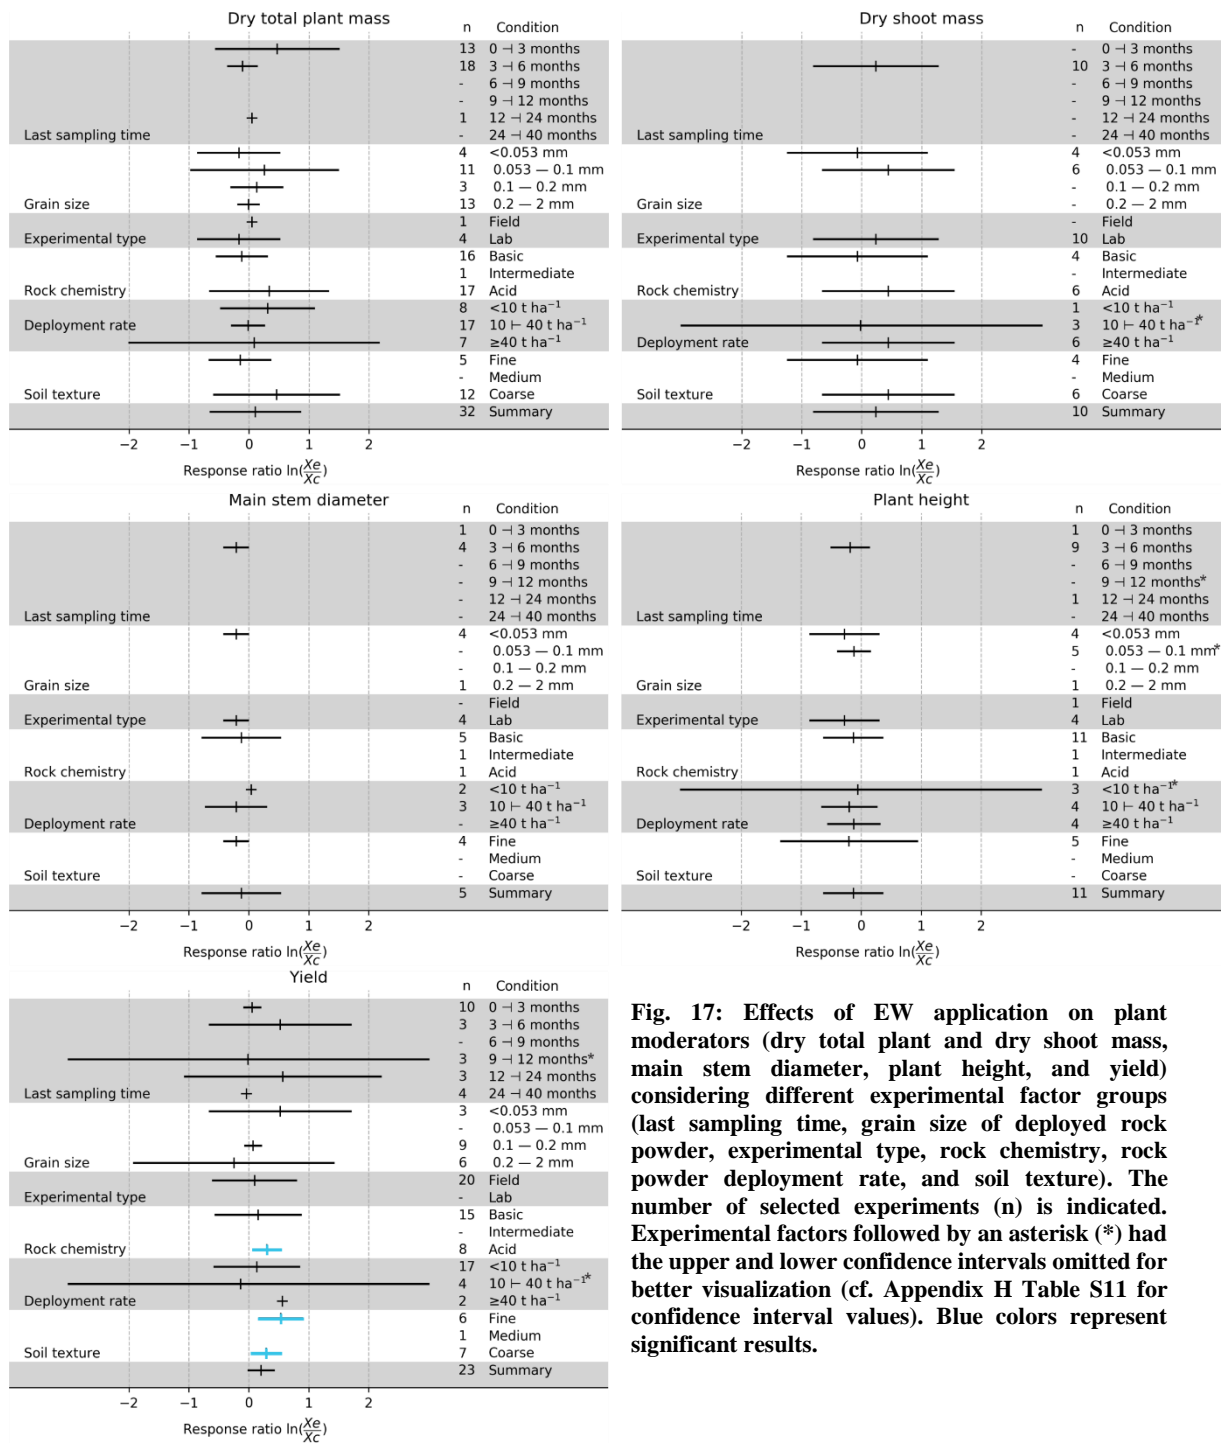 Dry total plant mass
n Condition
13 0 ⊣ 3 months
18 3 ⊣ 6 months
- 6 ⊣ 9 months
- 9 ⊣ 12 months
1 12 ⊣ 24 months
Last sampling time - 24 ⊣ 40 months
4 <0.053 mm
11 0.053 — 0.1 mm
3 0.1 — 0.2 mm
Grain size 13 0.2 — 2 mm
1 Field
Experimental type 4 Lab
16 Basic
1 Intermediate
Rock chemistry 17 Acid
8 <10 t ha⁻¹
Deployment rate 17 10 ⊢ 40 t ha⁻¹
7 ≥40 t ha⁻¹
5 Fine
- Medium
Soil texture 12 Coarse
32 Summary
−2 −1 0 1 2
Response ratio ln(Xe/Xc)
Dry shoot mass
n Condition
- 0 ⊣ 3 months
10 3 ⊣ 6 months
- 6 ⊣ 9 months
- 9 ⊣ 12 months
- 12 ⊣ 24 months
Last sampling time - 24 ⊣ 40 months
4 <0.053 mm
6 0.053 — 0.1 mm
- 0.1 — 0.2 mm
Grain size - 0.2 — 2 mm
- Field
Experimental type 10 Lab
4 Basic
- Intermediate
Rock chemistry 6 Acid
1 <10 t ha⁻¹
3 10 ⊢ 40 t ha⁻¹*
Deployment rate 6 ≥40 t ha⁻¹
4 Fine
- Medium
Soil texture 6 Coarse
10 Summary
−2 −1 0 1 2
Response ratio ln(Xe/Xc)
Main stem diameter
n Condition
1 0 ⊣ 3 months
4 3 ⊣ 6 months
- 6 ⊣ 9 months
- 9 ⊣ 12 months
- 12 ⊣ 24 months
Last sampling time - 24 ⊣ 40 months
4 <0.053 mm
- 0.053 — 0.1 mm
- 0.1 — 0.2 mm
Grain size 1 0.2 — 2 mm
- Field
Experimental type 4 Lab
5 Basic
1 Intermediate
Rock chemistry 1 Acid
2 <10 t ha⁻¹
3 10 ⊢ 40 t ha⁻¹
Deployment rate - ≥40 t ha⁻¹
4 Fine
- Medium
Soil texture - Coarse
5 Summary
−2 −1 0 1 2
Response ratio ln(Xe/Xc)
Plant height
n Condition
1 0 ⊣ 3 months
9 3 ⊣ 6 months
- 6 ⊣ 9 months
- 9 ⊣ 12 months*
1 12 ⊣ 24 months
Last sampling time - 24 ⊣ 40 months
4 <0.053 mm
5 0.053 — 0.1 mm*
- 0.1 — 0.2 mm
Grain size 1 0.2 — 2 mm
1 Field
Experimental type 4 Lab
11 Basic
1 Intermediate
Rock chemistry 1 Acid
3 <10 t ha⁻¹*
4 10 ⊢ 40 t ha⁻¹
Deployment rate 4 ≥40 t ha⁻¹
5 Fine
- Medium
Soil texture - Coarse
11 Summary
−2 −1 0 1 2
Response ratio ln(Xe/Xc)
Yield
n Condition
10 0 ⊣ 3 months
3 3 ⊣ 6 months
- 6 ⊣ 9 months
3 9 ⊣ 12 months*
3 12 ⊣ 24 months
Last sampling time 4 24 ⊣ 40 months
3 <0.053 mm
- 0.053 — 0.1 mm
9 0.1 — 0.2 mm
Grain size 6 0.2 — 2 mm
20 Field
Experimental type - Lab
15 Basic
- Intermediate
Rock chemistry 8 Acid
17 <10 t ha⁻¹
4 10 ⊢ 40 t ha⁻¹*
Deployment rate 2 ≥40 t ha⁻¹
6 Fine
1 Medium
Soil texture 7 Coarse
23 Summary
−2 −1 0 1 2
Response ratio ln(Xe/Xc)
Fig. 17: Effects of EW application on plant
moderators (dry total plant and dry shoot mass,
main stem diameter, plant height, and yield)
considering different experimental factor groups
(last sampling time, grain size of deployed rock
powder, experimental type, rock chemistry, rock
powder deployment rate, and soil texture). The
number of selected experiments (n) is indicated.
Experimental factors followed by an asterisk (*) had
the upper and lower confidence intervals omitted for
better visualization (cf. Appendix H Table S11 for
confidence interval values). Blue colors represent
significant results.